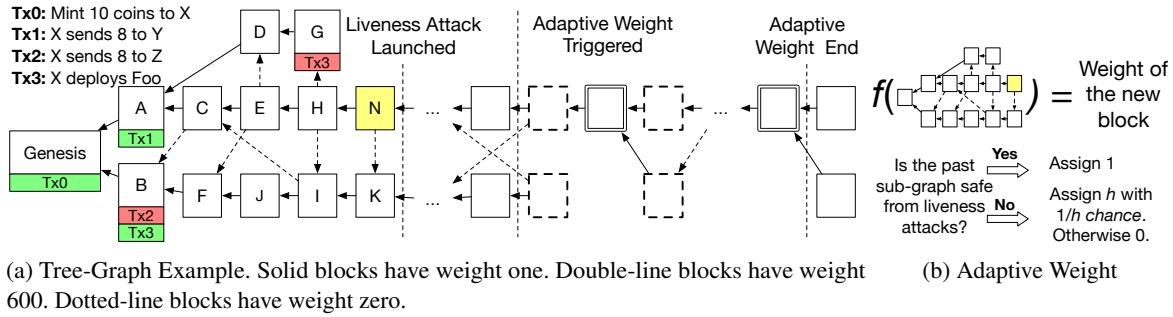 Tx0: Mint 10 coins to X
Tx1: X sends 8 to Y
Tx2: X sends 8 to Z
Tx3: X deploys Foo
Liveness Attack
Launched
Adaptive Weight
Triggered
Adaptive
Weight End
D
G
Tx3
A
Tx1
C
E
H
N
...
...
Genesis
Tx0
B
Tx2
Tx3
F
J
I
K
...
f( ) = Weight of
the new
block
Is the past
sub-graph safe
from liveness
attacks?
Yes
No
Assign 1
Assign h with
1/h chance.
Otherwise 0.
(a) Tree-Graph Example. Solid blocks have weight one. Double-line blocks have weight
600. Dotted-line blocks have weight zero.
(b) Adaptive Weight